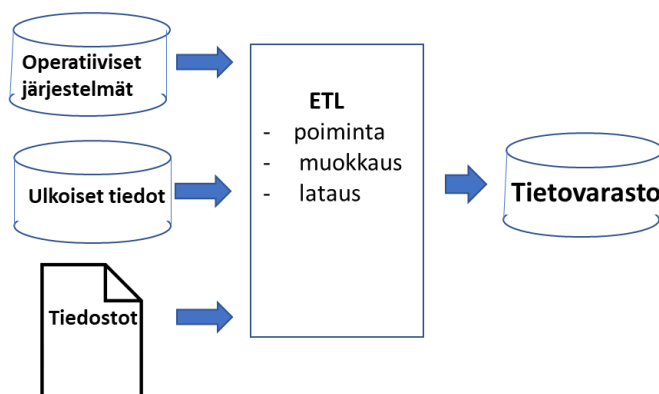 Operatiiviset
järjestelmät
Ulkoiset tiedot
Tiedostot
ETL
- poiminta
- muokkaus
- lataus
Tietovarasto